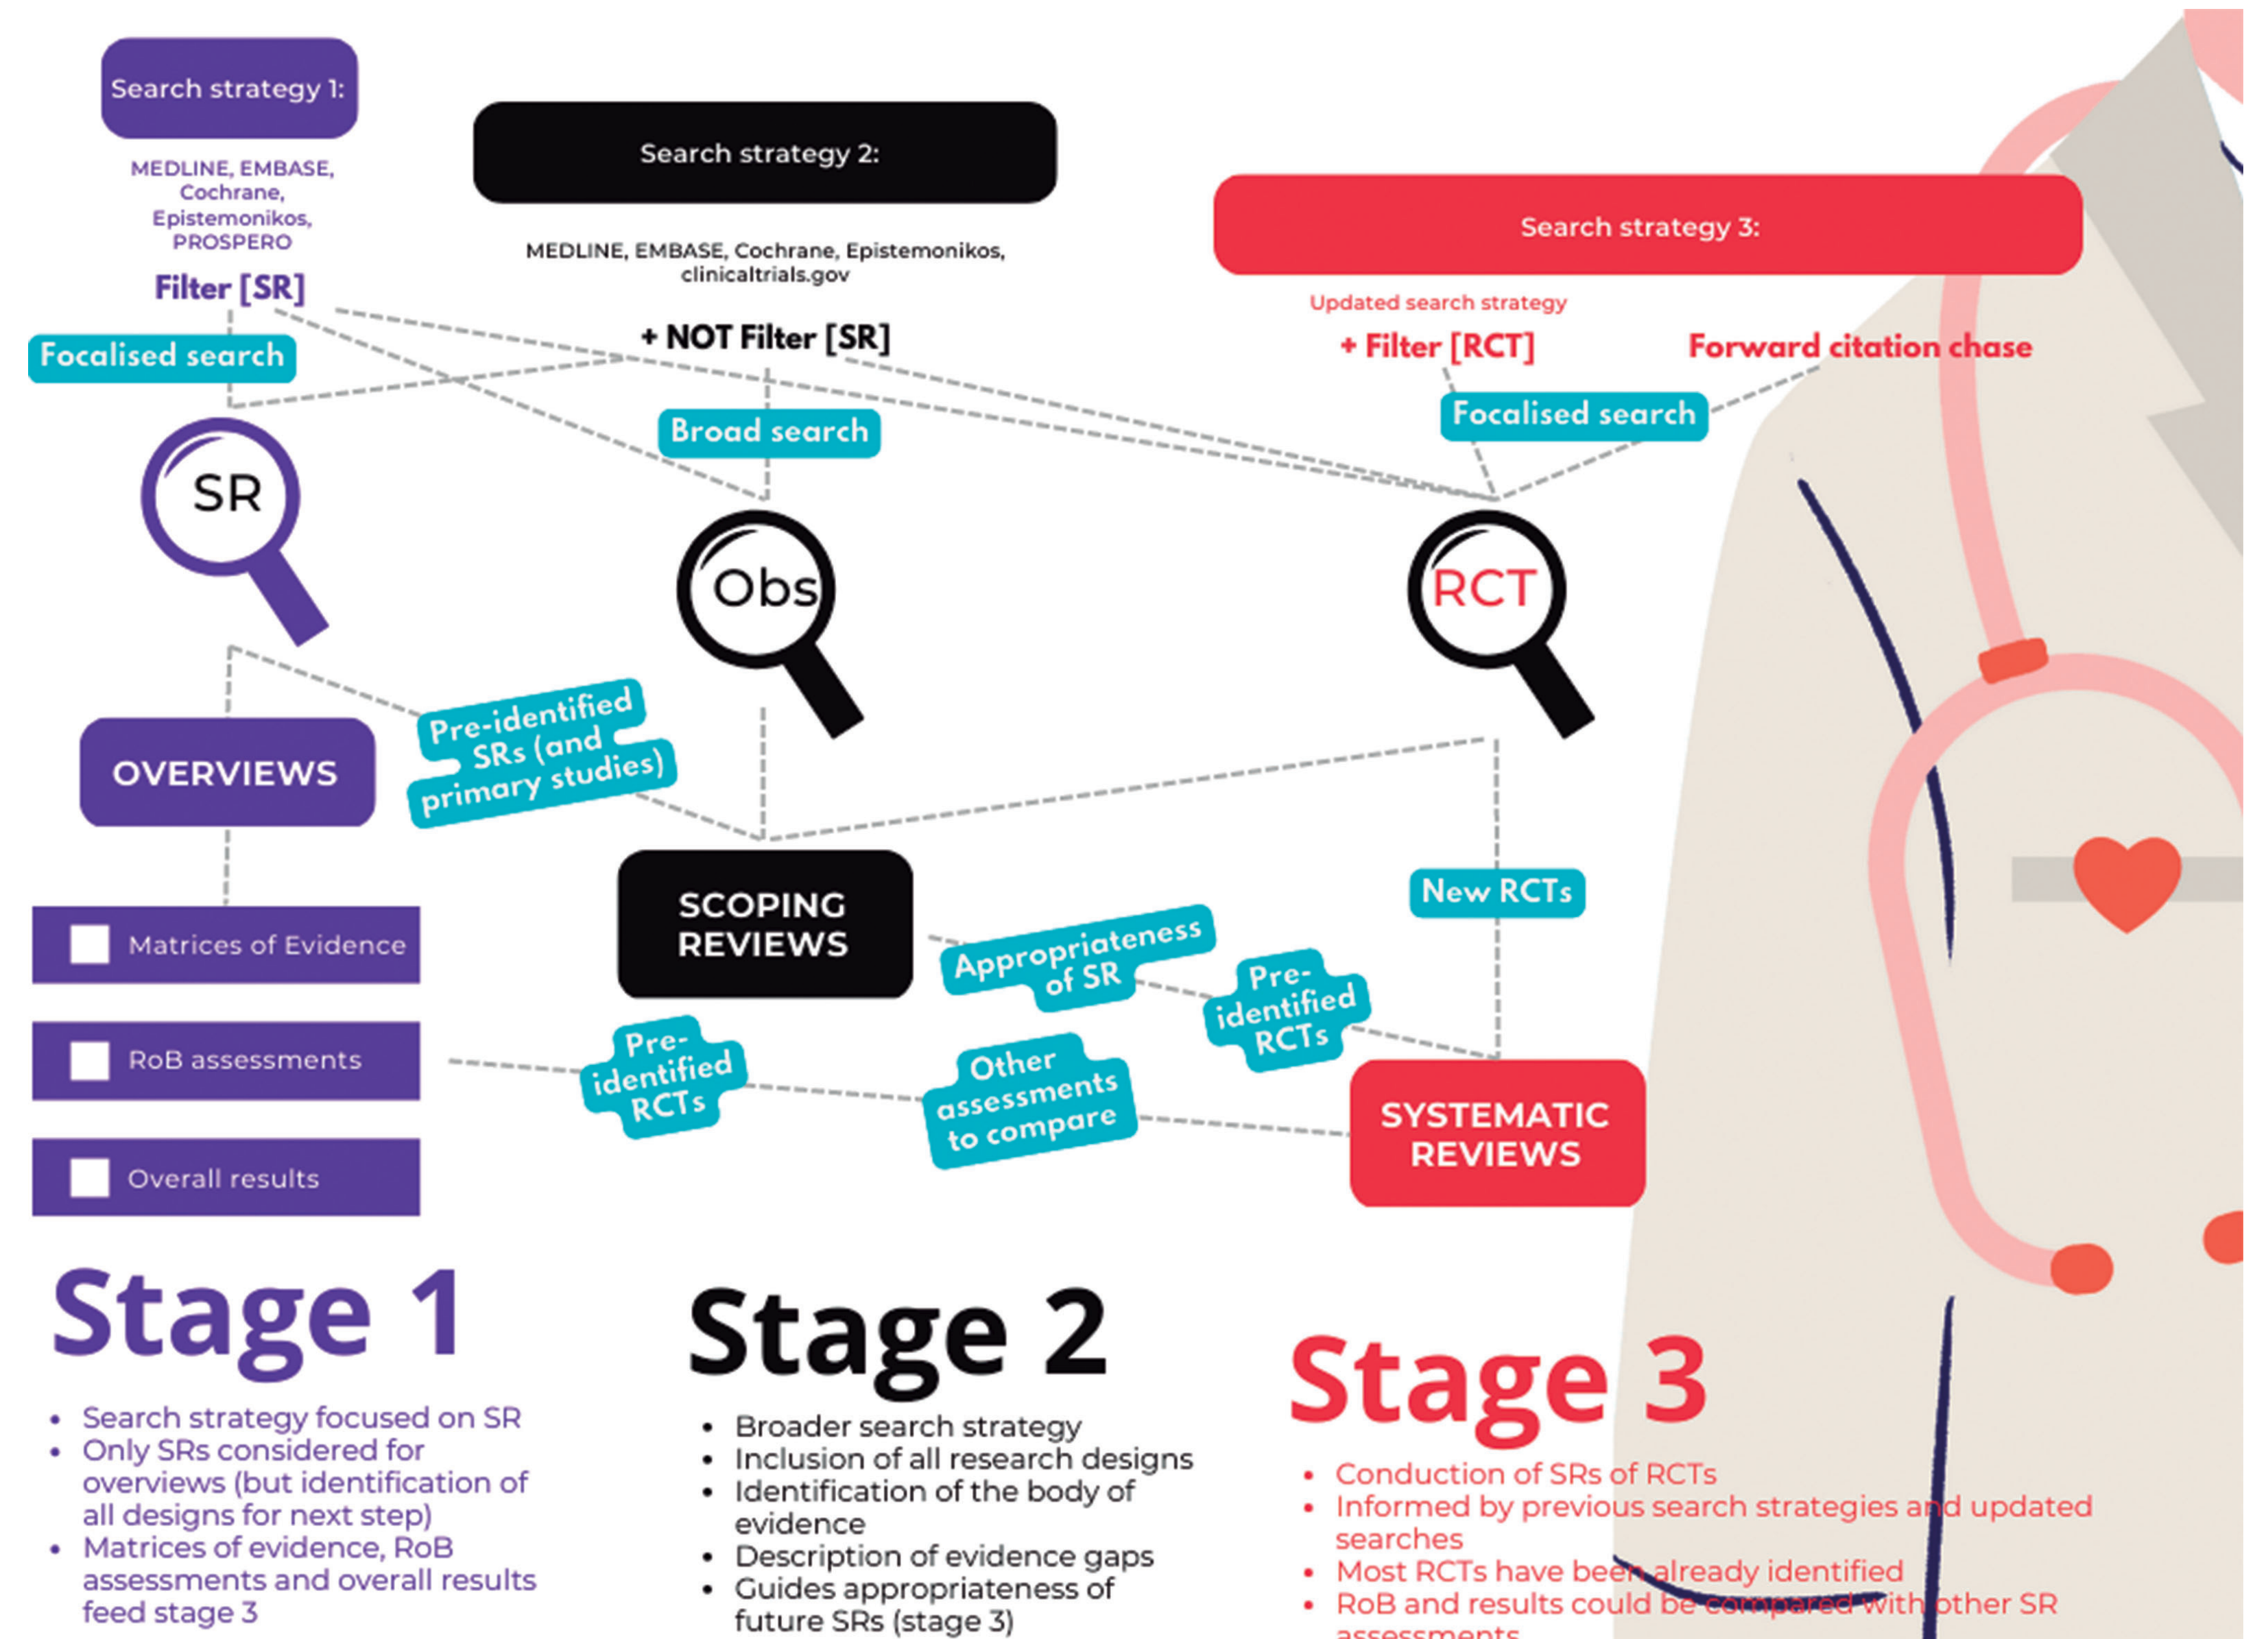 Search strategy 1:
MEDLINE, EMBASE,
Cochrane,
Epistemonikos,
PROSPERO
Filter [SR]
Focalised search
Search strategy 2:
MEDLINE, EMBASE, Cochrane, Epistemonikos,
clinicaltrials.gov
+ NOT Filter [SR]
Broad search
Search strategy 3:
Updated search strategy
+ Filter [RCT]
Forward citation chase
Focalised search
SR
Obs
RCT
OVERVIEWS
Pre-identified
SRs (and
primary studies)
Matrices of Evidence
RoB assessments
Overall results
SCOPING
REVIEWS
Appropriateness
of SR
Pre-
identified
RCTs
New RCTs
Pre-
identified
RCTs
Other
assessments
to compare
SYSTEMATIC
REVIEWS
Stage 1
• Search strategy focused on SR
• Only SRs considered for
overviews (but identification of
all designs for next step)
• Matrices of evidence, RoB
assessments and overall results
feed stage 3
Stage 2
• Broader search strategy
• Inclusion of all research designs
• Identification of the body of
evidence
• Description of evidence gaps
• Guides appropriateness of
future SRs (stage 3)
Stage 3
• Conduction of SRs of RCTs
• Informed by previous search strategies and updated
searches
• Most RCTs have been already identified
• RoB and results could be compared with other SR
assessments